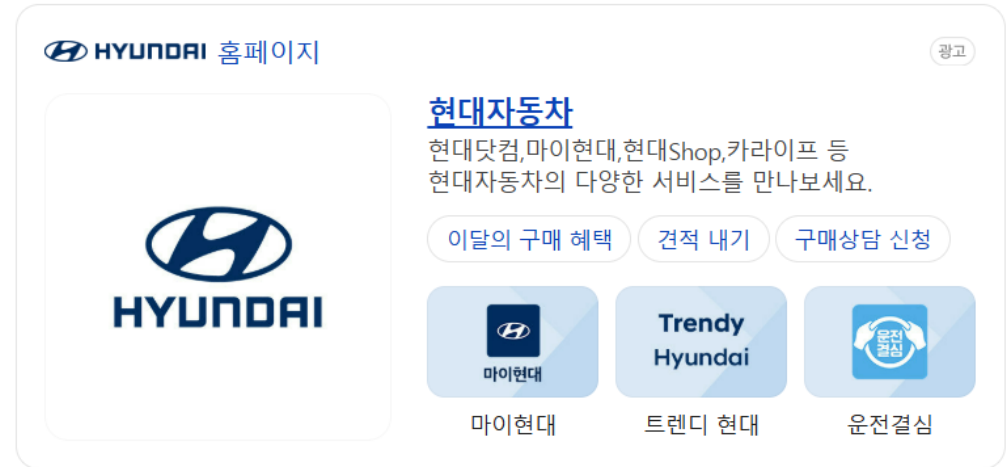 HYUNDAI 홈페이지
광고
HYUNDAI
현대자동차
현대닷컴,마이현대,현대Shop,카라이프 등
현대자동차의 다양한 서비스를 만나보세요.
이달의 구매 혜택 견적 내기 구매상담 신청
마이현대
Trendy
Hyundai
운전
결심
마이현대 트렌디 현대 운전결심